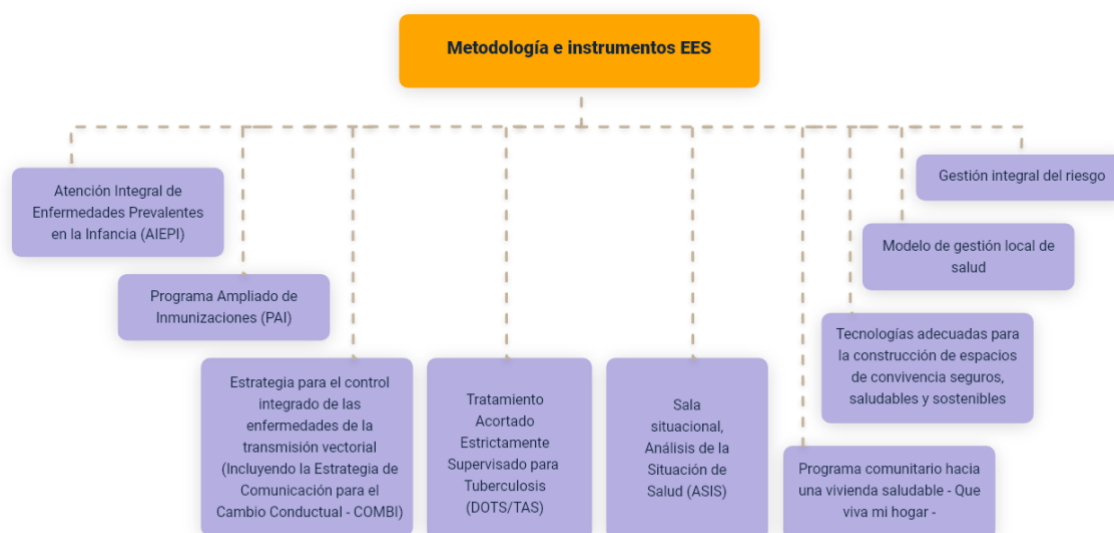 Metodología e instrumentos EES
Atención Integral de
Enfermedades Prevalentes
en la Infancia (AIEPI)
Programa Ampliado de
Inmunizaciones (PAI)
Estrategia para el control
integrado de las
enfermedades de la
transmisión vectorial
(Incluyendo la Estrategia de
Comunicación para el
Cambio Conductual - COMBI)
Tratamiento
Acortado
Estrictamente
Supervisado para
Tuberculosis
(DOTS/TAS)
Sala
situacional,
Análisis de la
Situación de
Salud (ASIS)
Programa comunitario hacia
una vivienda saludable - Que
viva mi hogar -
Tecnologías adecuadas para
la construcción de espacios
de convivencia seguros,
saludables y sostenibles
Modelo de gestión local de
salud
Gestión integral del riesgo